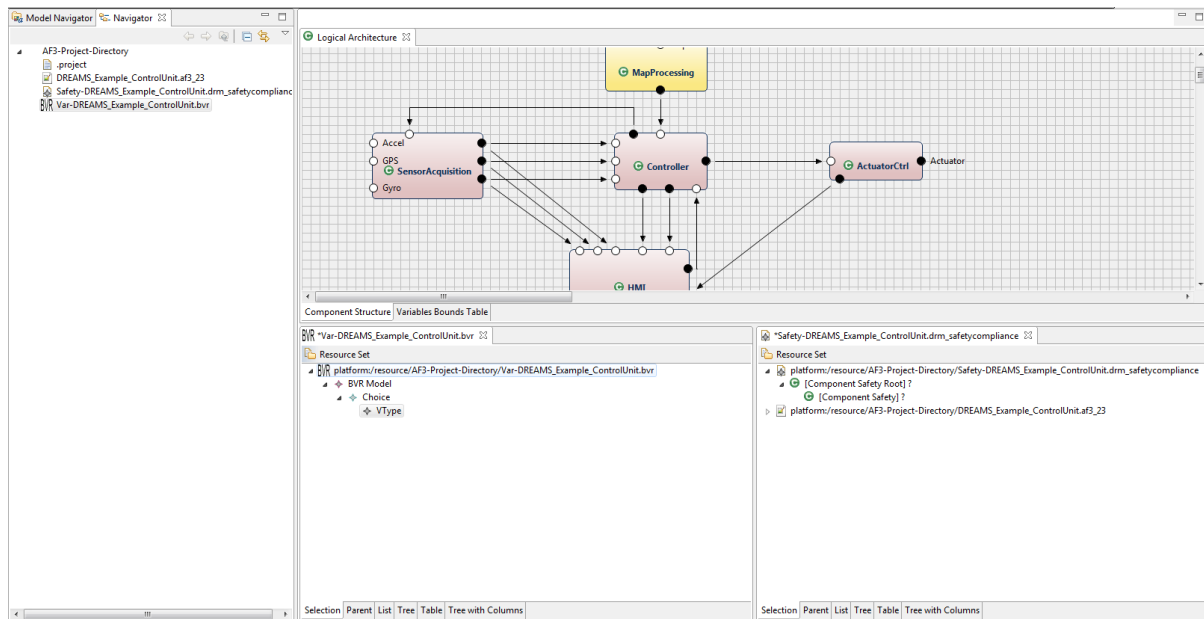 Model Navigator
Navigator
AF3-Project-Directory
.project
DREAMS_Example_ControlUnit.af3_23
Safety-DREAMS_Example_ControlUnit.drm_safetycomplianc
BVR Var-DREAMS_Example_ControlUnit.bvr
Logical Architecture
MapProcessing
Accel
GPS
SensorAcquisition
Gyro
Controller
ActuatorCtrl
Actuator
HMI
Component Structure
Variables Bounds Table
BVR *Var-DREAMS_Example_ControlUnit.bvr
Resource Set
BVR platform:/resource/AF3-Project-Directory/Var-DREAMS_Example_ControlUnit.bvr
BVR Model
Choice
VType
Selection Parent List Tree Table Tree with Columns
*Safety-DREAMS_Example_ControlUnit.drm_safetycompliance
Resource Set
platform:/resource/AF3-Project-Directory/Safety-DREAMS_Example_ControlUnit.drm_safetycompliance
[Component Safety Root] ?
[Component Safety] ?
platform:/resource/AF3-Project-Directory/DREAMS_Example_ControlUnit.af3_23
Selection Parent List Tree Table Tree with Columns